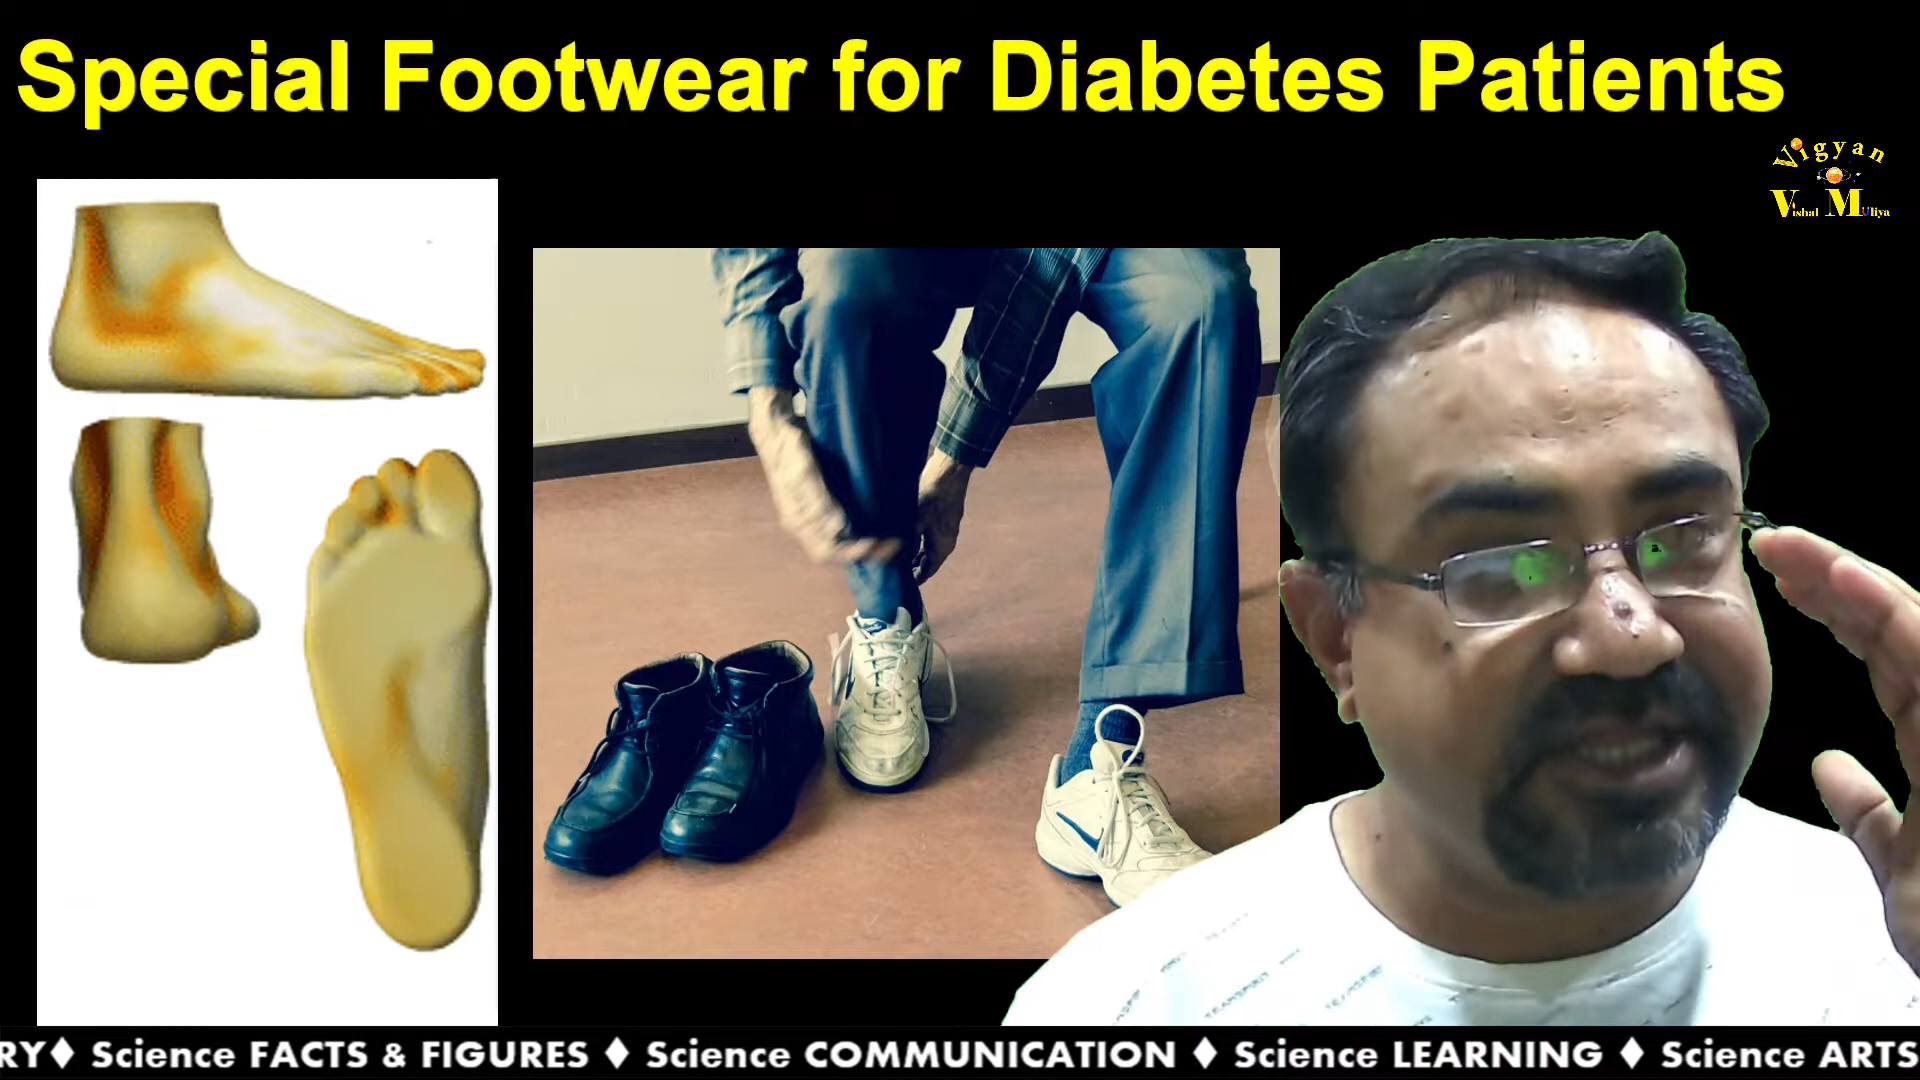 Special Footwear for Diabetes Patients
Vigyan
Vishal Muliya
RY♦ Science FACTS & FIGURES ♦ Science COMMUNICATION ♦ Science LEARNING ♦ Science ARTS